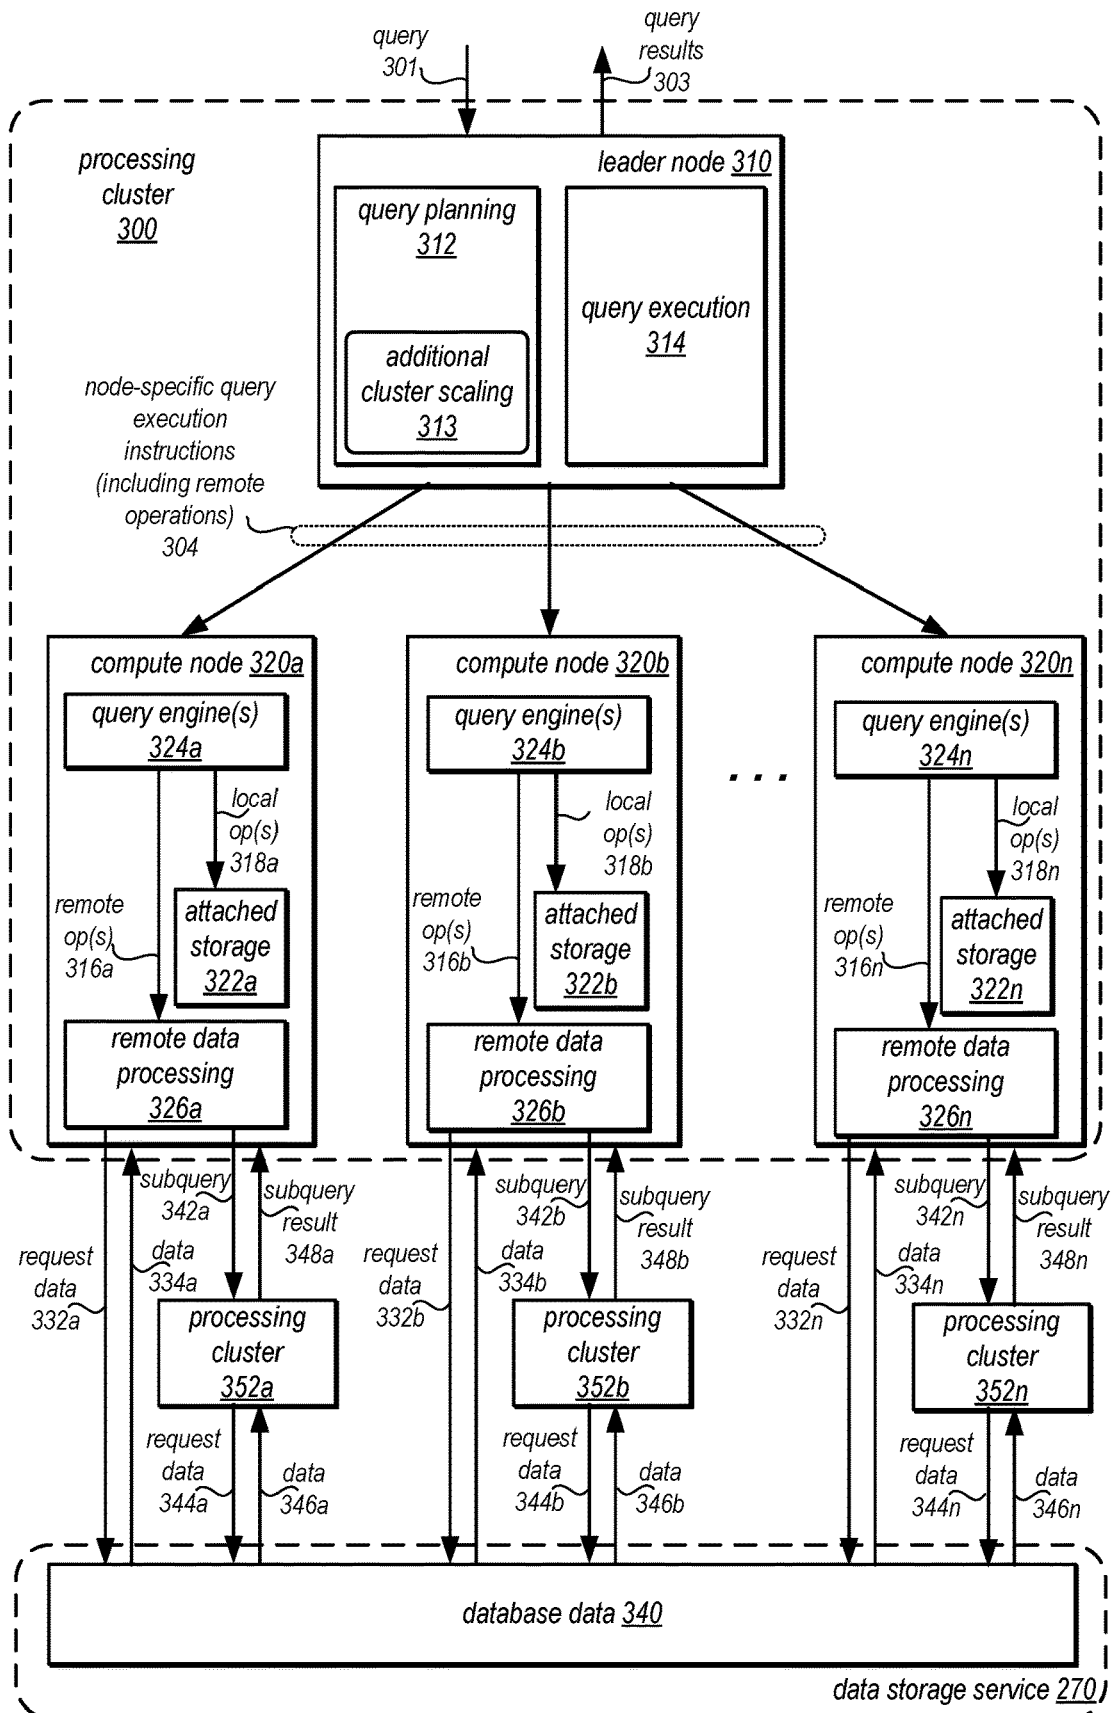 query
301
query
results
303
processing
cluster
300
leader node 310
query planning
312
query execution
314
additional
cluster scaling
313
node-specific query
execution
instructions
(including remote
operations)
304
compute node 320a
query engine(s)
324a
local
op(s)
318a
remote
op(s)
316a
attached
storage
322a
remote data
processing
326a
compute node 320b
query engine(s)
324b
local
op(s)
318b
remote
op(s)
316b
attached
storage
322b
remote data
processing
326b
. . .
compute node 320n
query engine(s)
324n
local
op(s)
318n
remote
op(s)
316n
attached
storage
322n
remote data
processing
326n
request
data
332a
data
334a
subquery
342a
subquery
result
348a
processing
cluster
352a
request
data
344a
data
346a
request
data
332b
data
334b
subquery
342b
subquery
result
348b
processing
cluster
352b
request
data
344b
data
346b
request
data
332n
data
334n
subquery
342n
subquery
result
348n
processing
cluster
352n
request
data
344n
data
346n
database data 340
data storage service 270